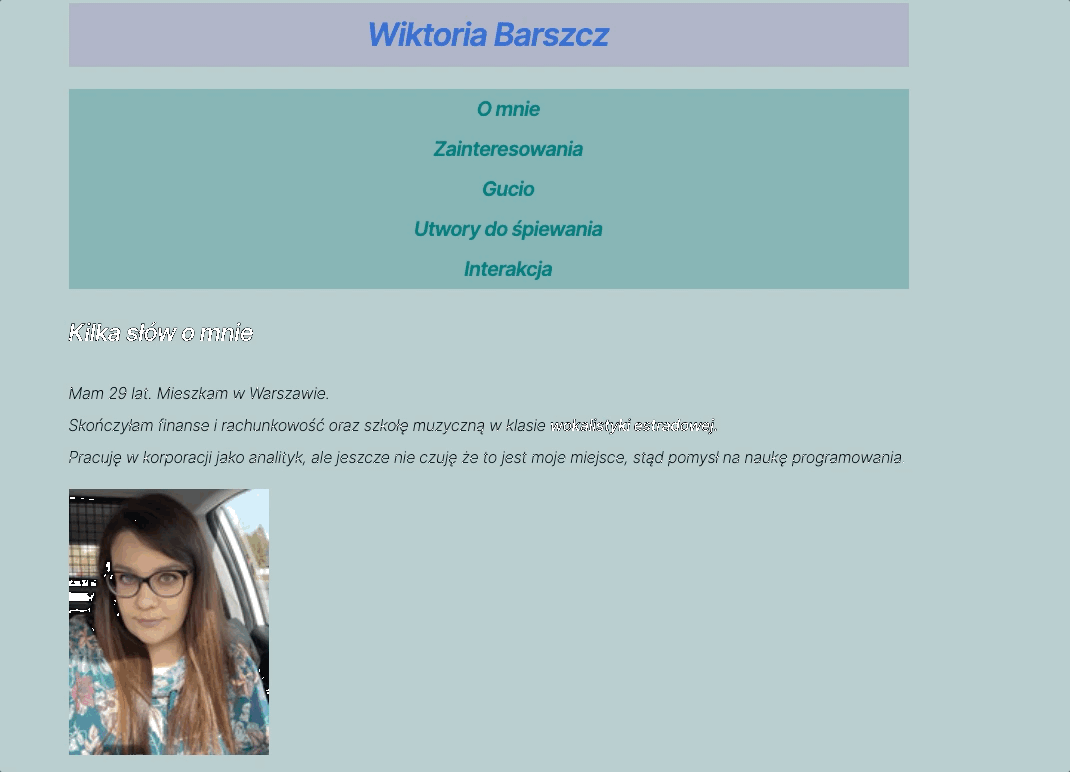 Wiktoria Barszcz
O mnie
Zainteresowania
Gucio
Utwory do śpiewania
Interakcja
Kilka słów o mnie
Mam 29 lat. Mieszkam w Warszawie.
Skończyłam finanse i rachunkowość oraz szkołę muzyczną w klasie wokalistyki estradowej.
Pracuję w korporacji jako analityk, ale jeszcze nie czuję że to jest moje miejsce, stąd pomysł na naukę programowania